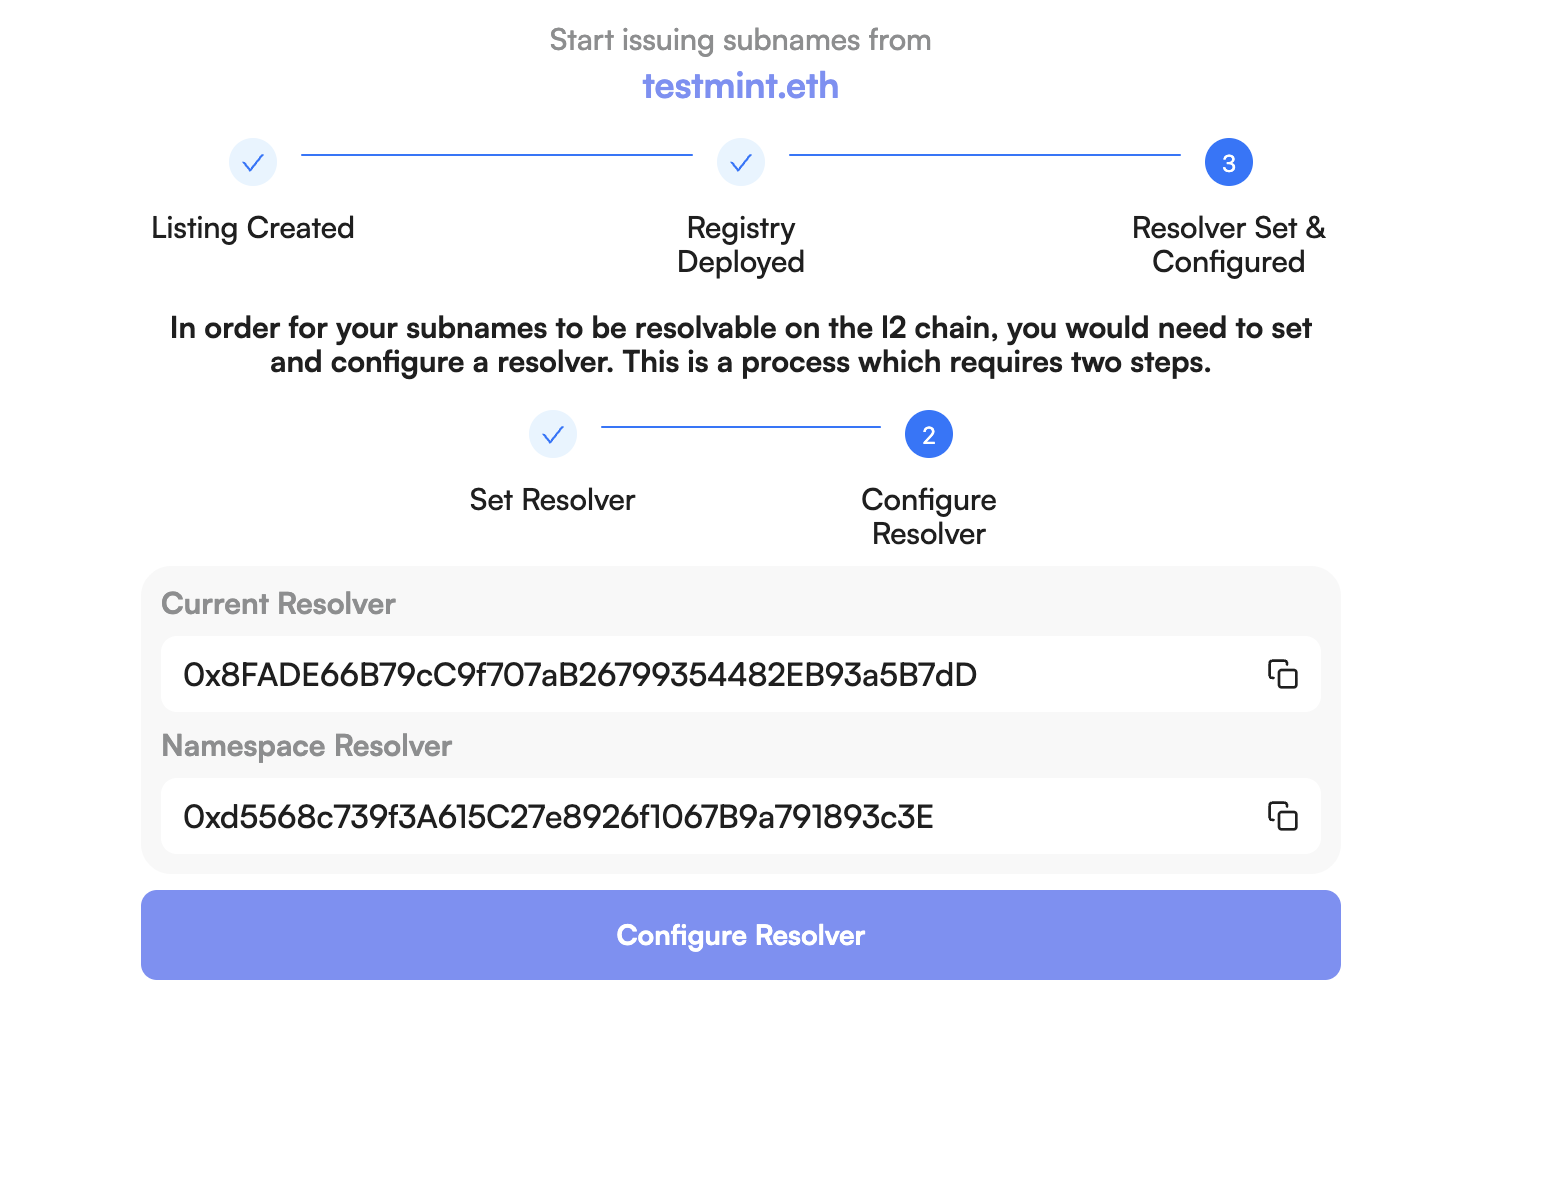 Start issuing subnames from
testmint.eth
3
Listing Created
Registry
Deployed
Resolver Set &
Configured
In order for your subnames to be resolvable on the l2 chain, you would need to set
and configure a resolver. This is a process which requires two steps.
2
Set Resolver
Configure
Resolver
Current Resolver
0x8FADE66B79cC9f707aB26799354482EB93a5B7dD
Namespace Resolver
0xd5568c739f3A615C27e8926f1067B9a791893c3E
Configure Resolver